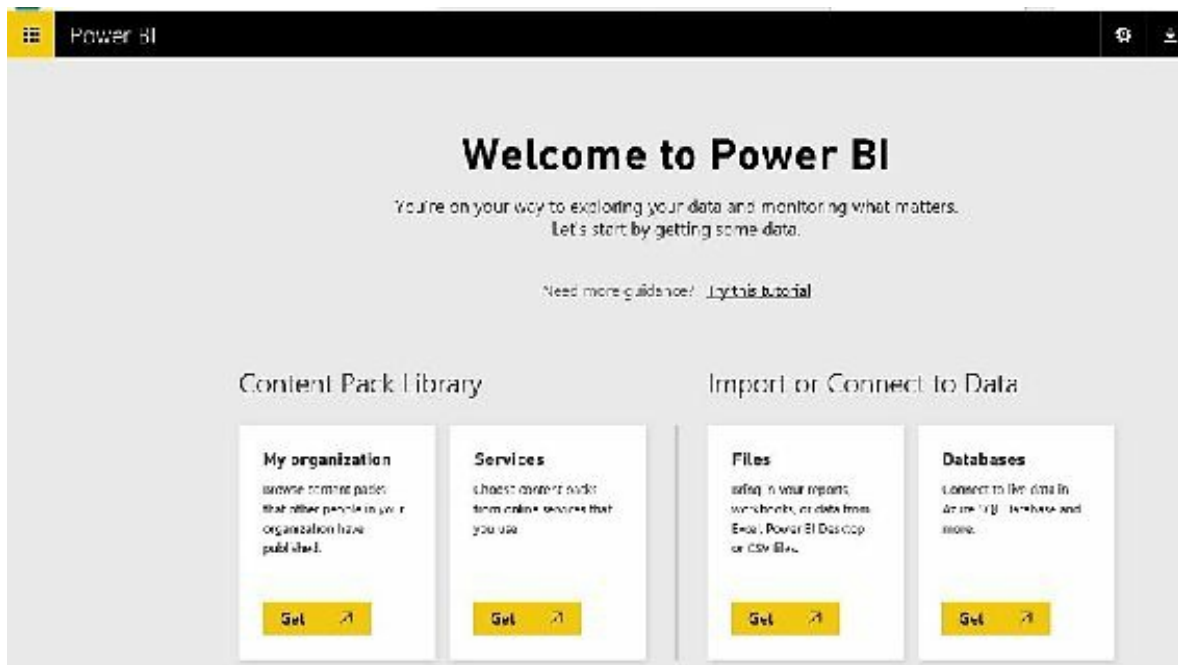 Power BI
Welcome to Power BI
You're on your way to exploring your data and monitoring what matters.
Let's start by getting some data.
Need more guidance? Try this tutorial
Content Pack Library
Import or Connect to Data
My organization
Browse content packs
that other people in your
organization have
published.
Get
Services
Choose content packs
from online services that
you use
Get
Files
Bring in your reports,
workbooks, or data from
Excel, Power BI Desktop
or CSV files.
Get
Databases
Connect to live data in
Azure SQL Database and
more.
Get